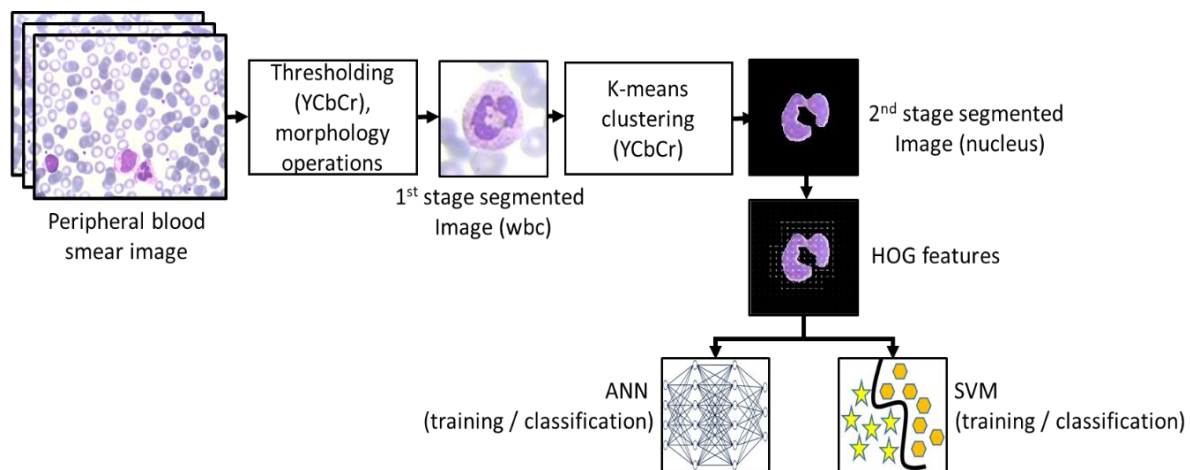 Peripheral blood
smear image
Thresholding
(YCbCr),
morphology
operations
1st stage segmented
Image (wbc)
K-means
clustering
(YCbCr)
2nd stage segmented
Image (nucleus)
HOG features
ANN
(training / classification)
SVM
(training / classification)